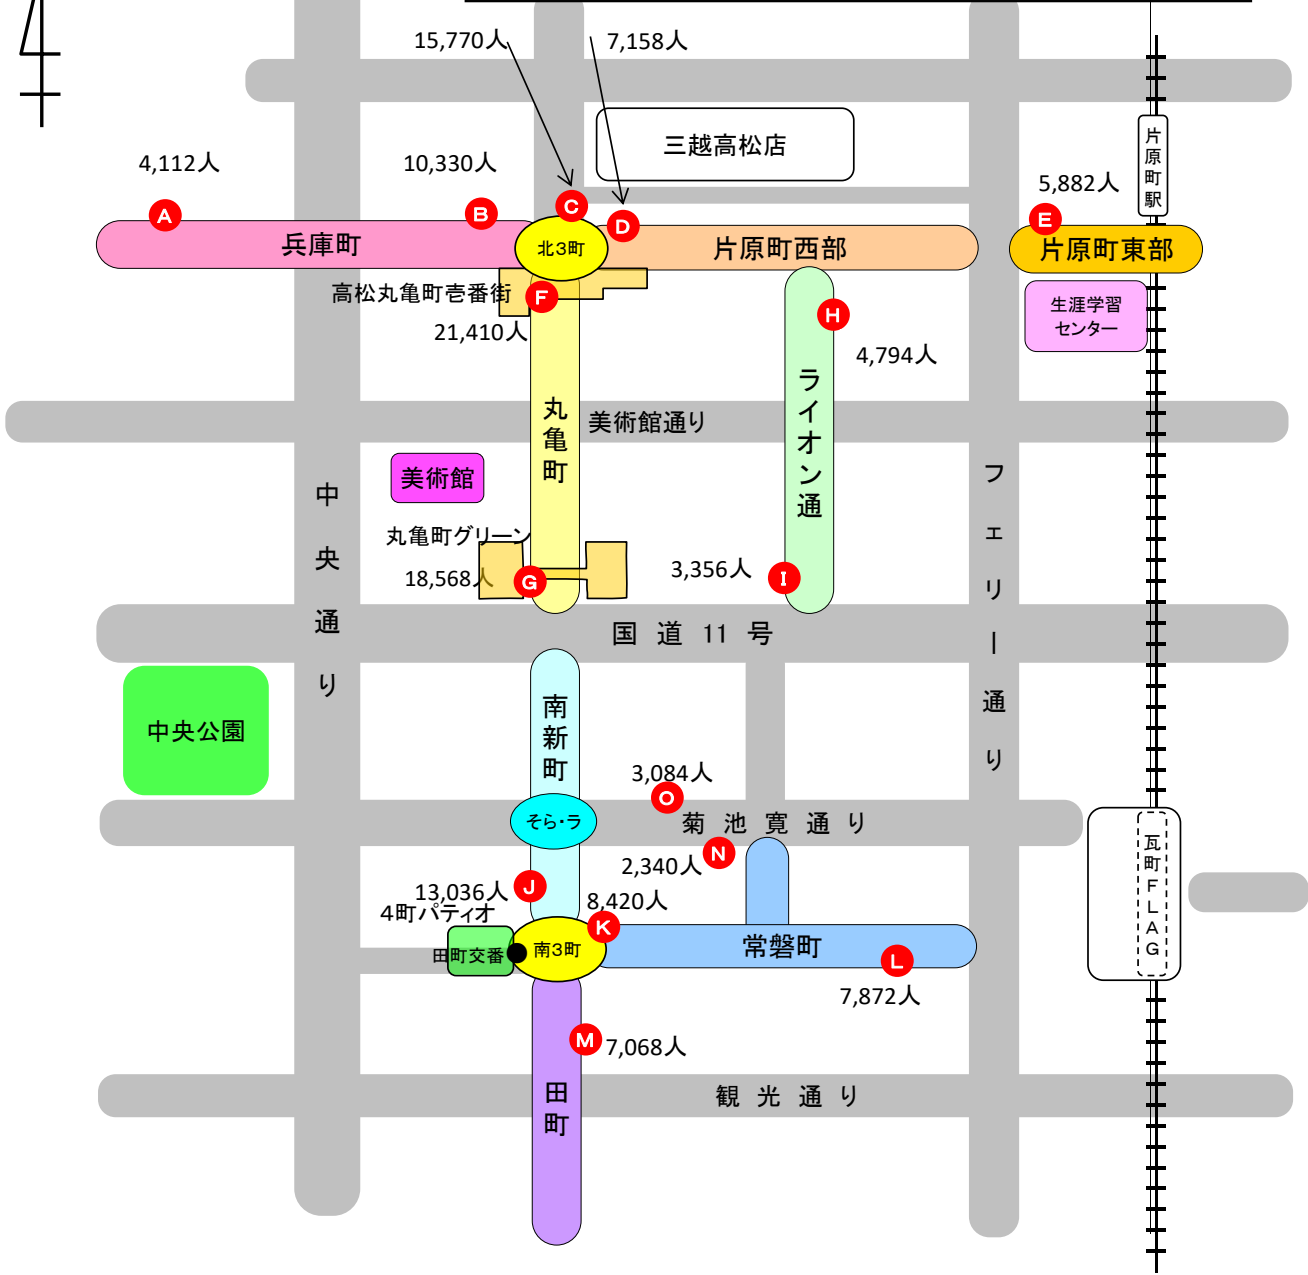 15,770人
7,158人
三越高松店
片原町駅
4,112人
10,330人
5,882人
A
B
C
D
E
兵庫町
北3町
片原町西部
片原町東部
高松丸亀町壱番街
F
21,410人
H
4,794人
生涯学習
センター
丸亀町
美術館通り
ライオン通
美術館
中央通り
フェリー通り
丸亀町グリーン
18,568人
G
3,356人
I
国道11号
中央公園
南新町
3,084人
O
そら・ラ
菊池寛通り
2,340人
N
瓦町FLAG
13,036人
J
8,420人
K
4町パティオ
田町交番
南3町
常磐町
L
7,872人
M
7,068人
田町
観光通り